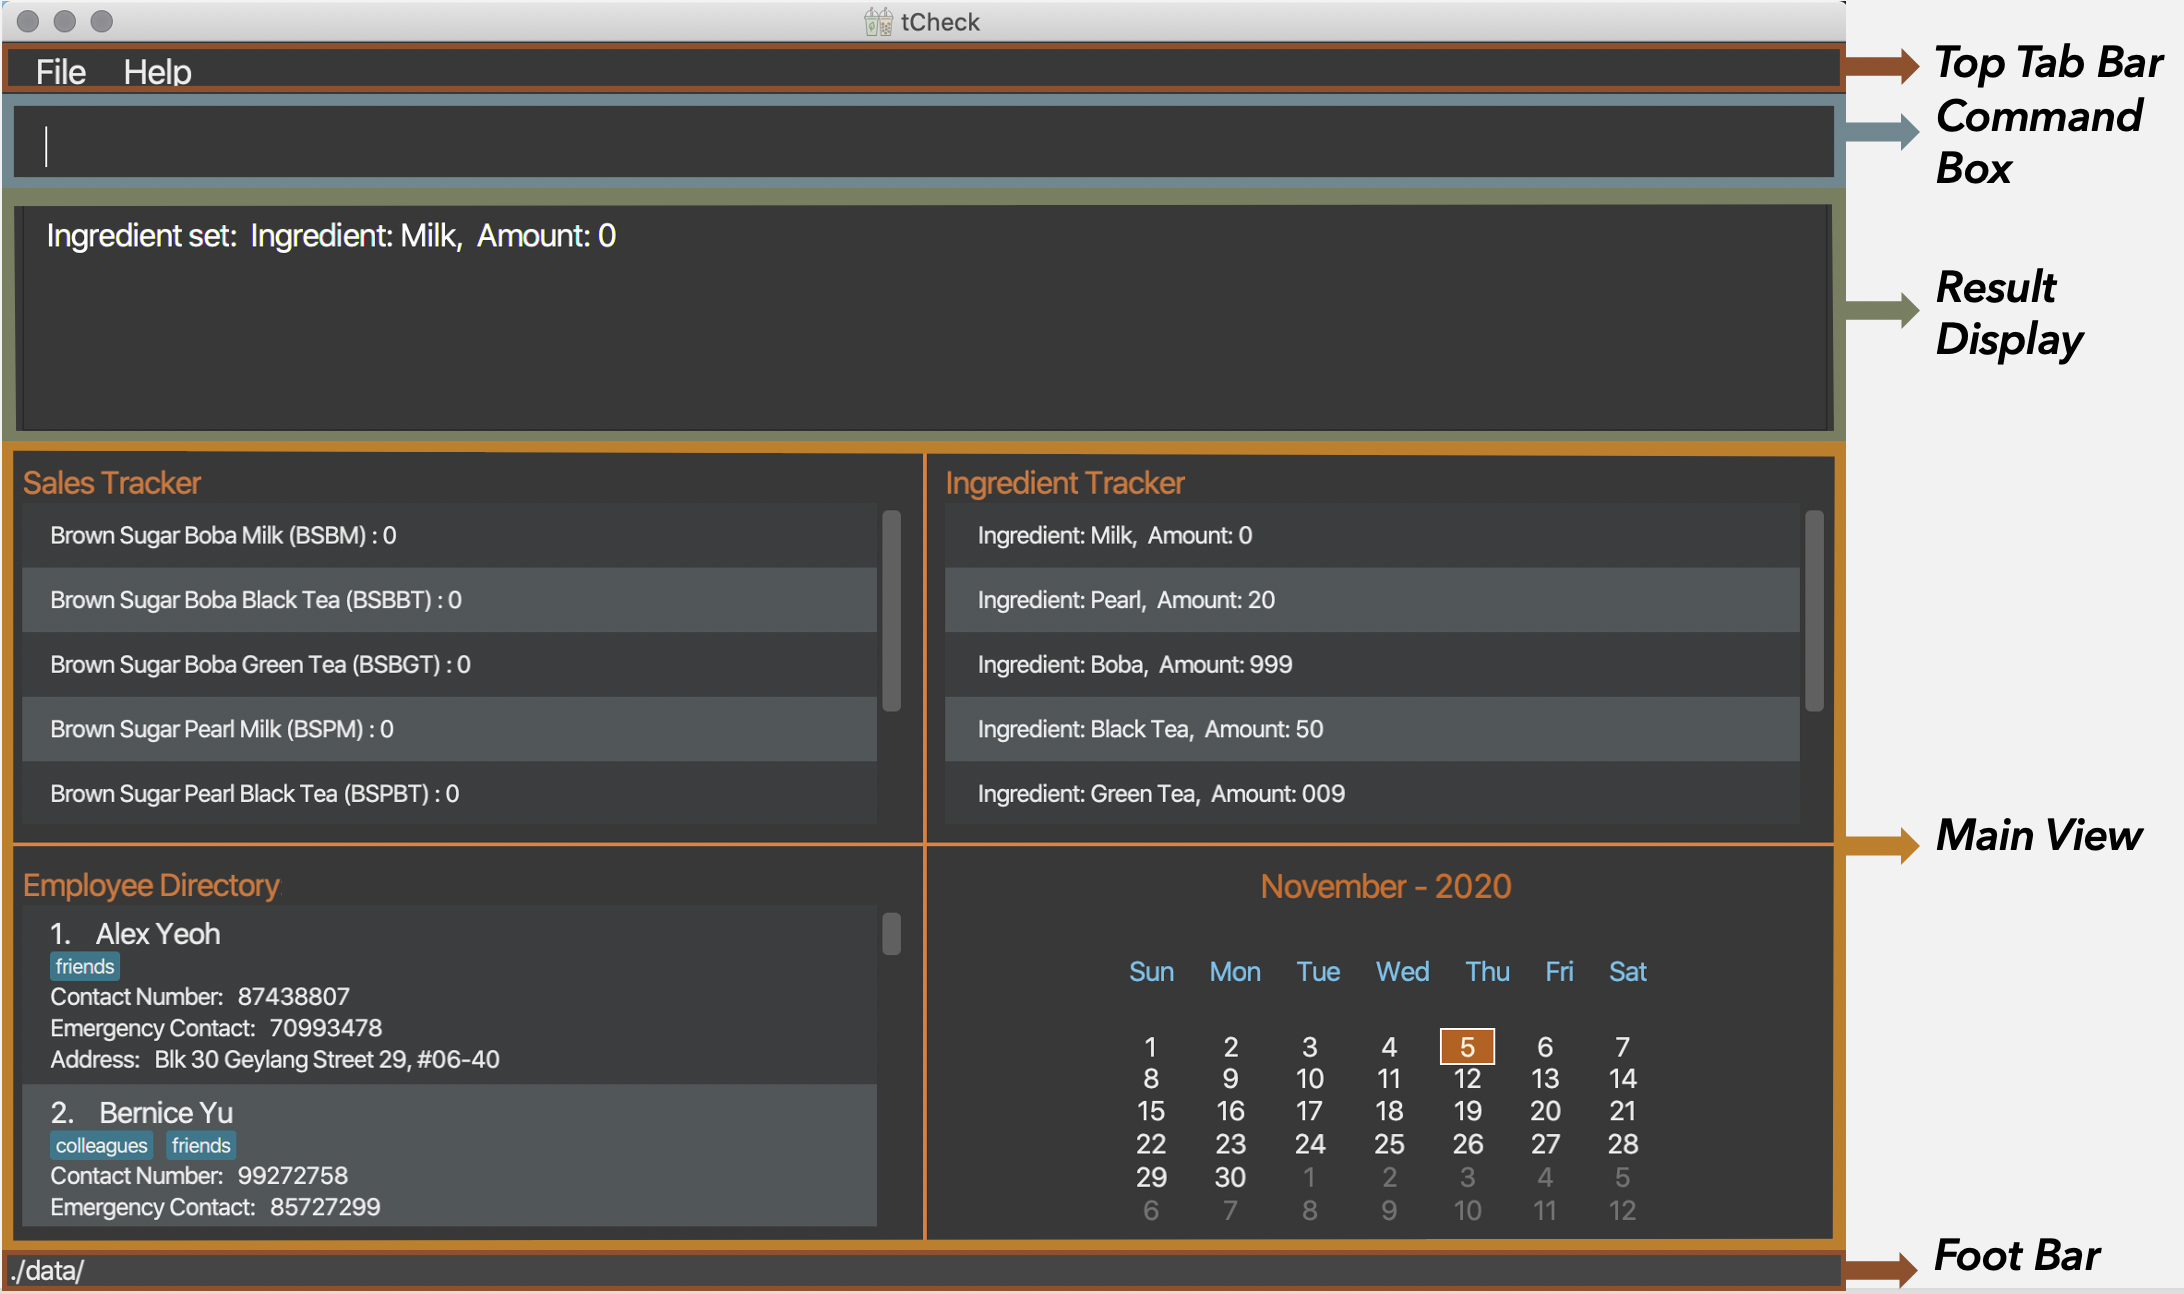 tCheck
File Help
Top Tab Bar
Command
Box
Ingredient set: Ingredient: Milk, Amount: 0
Result
Display
Sales Tracker
Brown Sugar Boba Milk (BSBM) : 0
Brown Sugar Boba Black Tea (BSBBT) : 0
Brown Sugar Boba Green Tea (BSBGT) : 0
Brown Sugar Pearl Milk (BSPM) : 0
Brown Sugar Pearl Black Tea (BSPBT) : 0
Ingredient Tracker
Ingredient: Milk, Amount: 0
Ingredient: Pearl, Amount: 20
Ingredient: Boba, Amount: 999
Ingredient: Black Tea, Amount: 50
Ingredient: Green Tea, Amount: 009
Main View
Employee Directory
1. Alex Yeoh
friends
Contact Number: 87438807
Emergency Contact: 70993478
Address: Blk 30 Geylang Street 29, #06-40
2. Bernice Yu
colleagues friends
Contact Number: 99272758
Emergency Contact: 85727299
November - 2020
Sun Mon Tue Wed Thu Fri Sat
1 2 3 4 5 6 7
8 9 10 11 12 13 14
15 16 17 18 19 20 21
22 23 24 25 26 27 28
29 30 1 2 3 4 5
6 7 8 9 10 11 12
./data/
Foot Bar